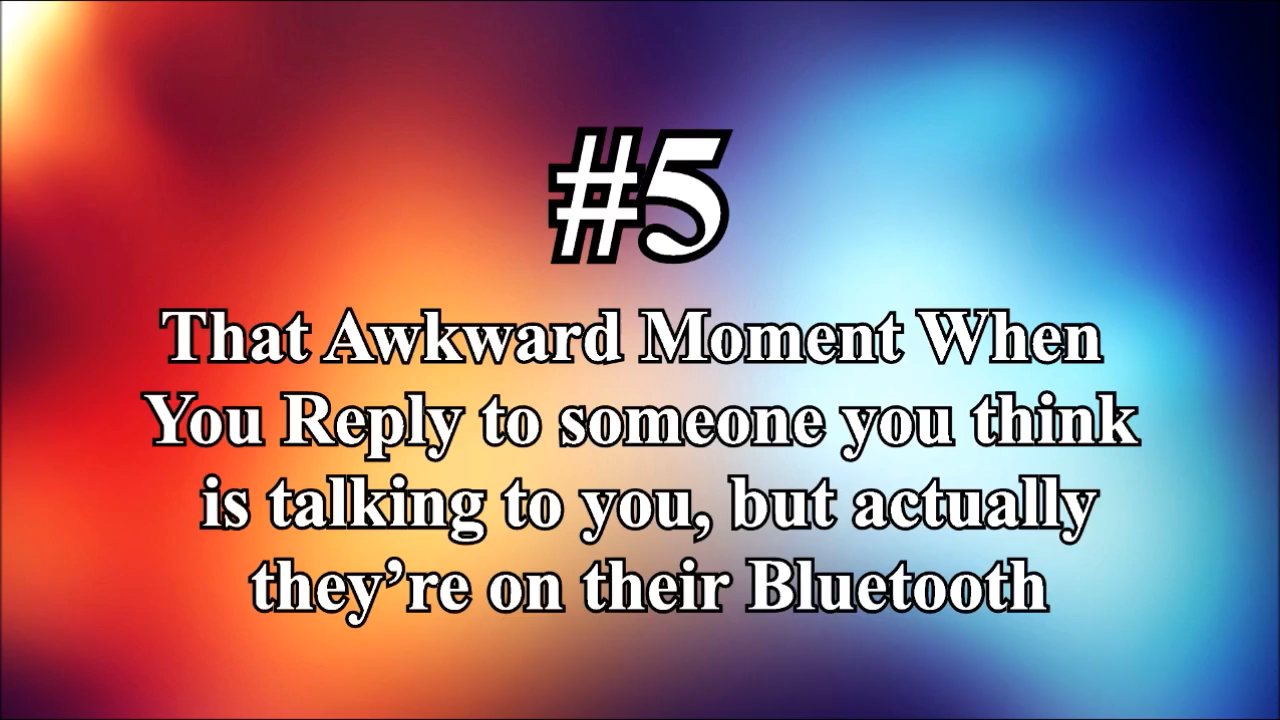 #5
That Awkward Moment When
You Reply to someone you think
is talking to you, but actually
they’re on their Bluetooth